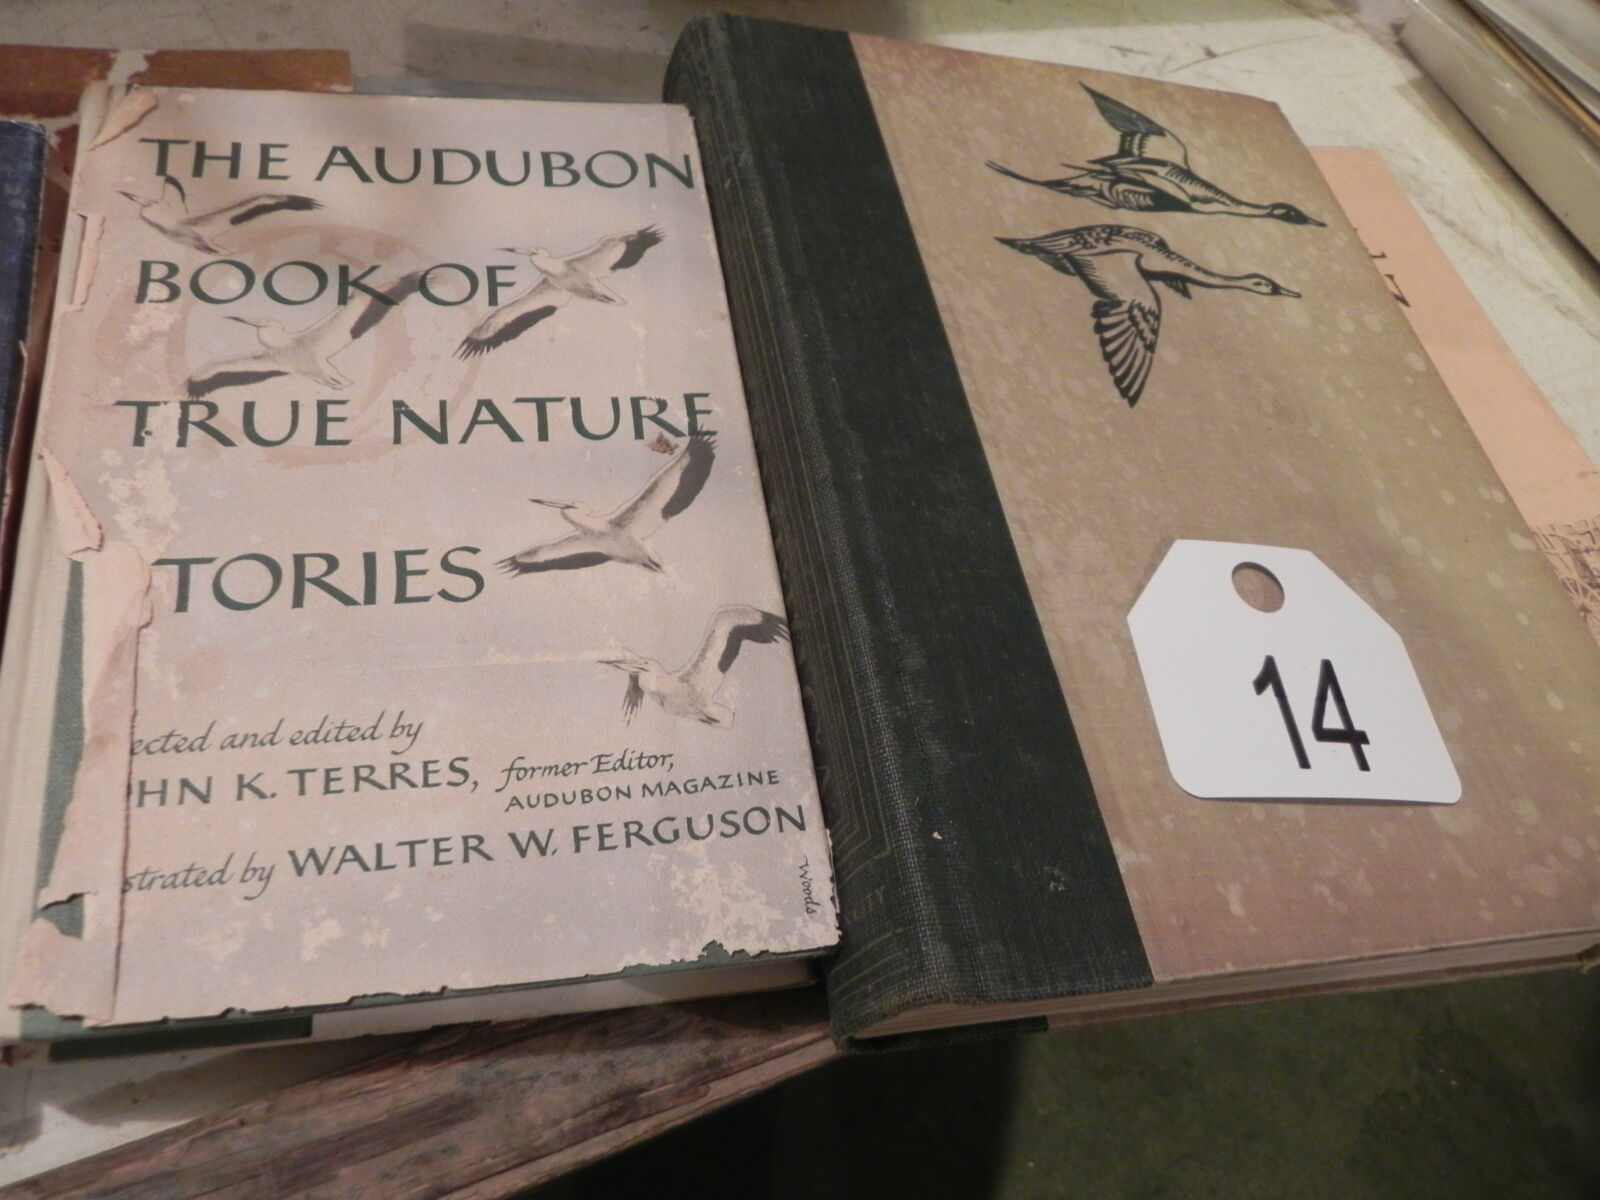 THE AUDUBON
BOOK OF
TRUE NATURE
TORIES
ected and edited by
HN K. TERRES, former Editor,
AUDUBON MAGAZINE
strated by WALTER W. FERGUSON
Woods
14